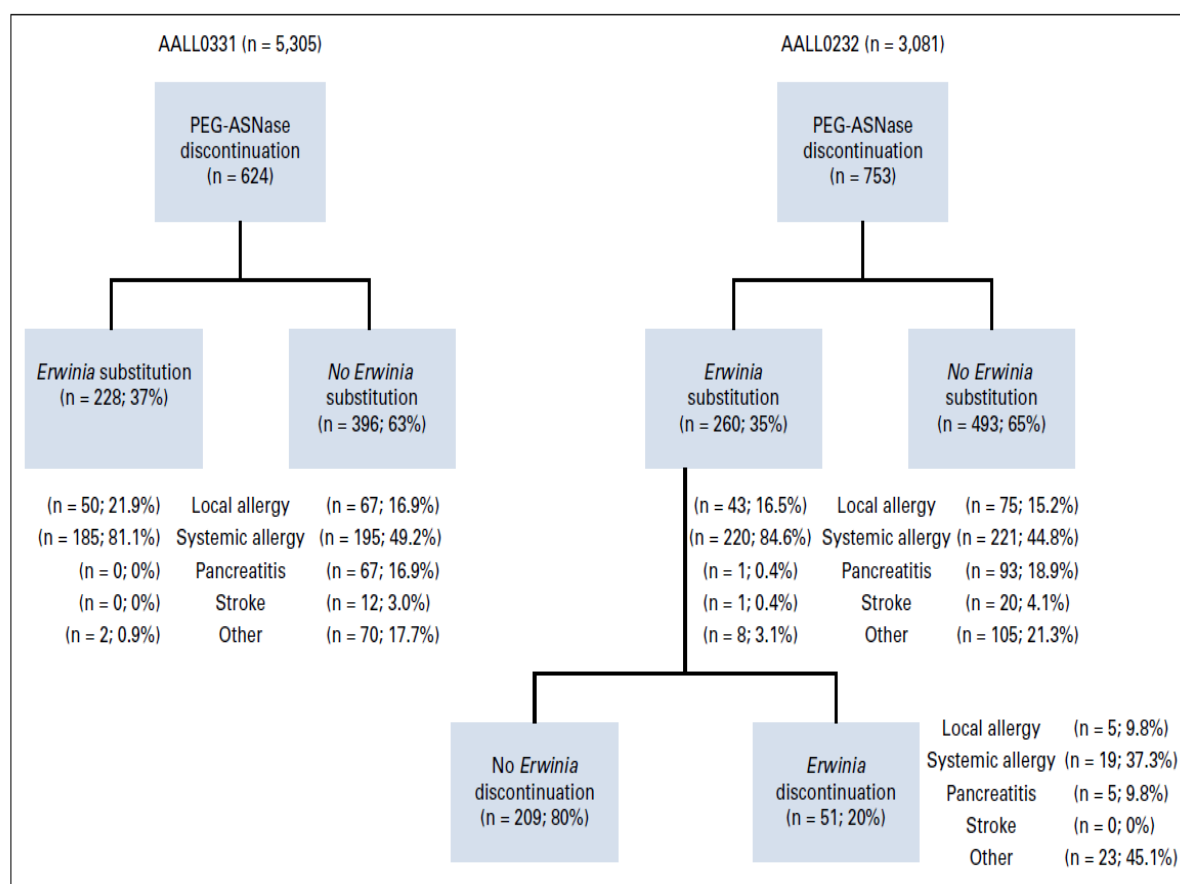 AALL0331 (n = 5,305)
AALL0232 (n = 3,081)
PEG-ASNase
discontinuation
(n = 624)
PEG-ASNase
discontinuation
(n = 753)
Erwinia substitution
(n = 228; 37%)
No Erwinia
substitution
(n = 396; 63%)
Erwinia
substitution
(n = 260; 35%)
No Erwinia
substitution
(n = 493; 65%)
(n = 50; 21.9%) Local allergy (n = 67; 16.9%)
(n = 185; 81.1%) Systemic allergy (n = 195; 49.2%)
(n = 0; 0%) Pancreatitis (n = 67; 16.9%)
(n = 0; 0%) Stroke (n = 12; 3.0%)
(n = 2; 0.9%) Other (n = 70; 17.7%)
(n = 43; 16.5%) Local allergy (n = 75; 15.2%)
(n = 220; 84.6%) Systemic allergy (n = 221; 44.8%)
(n = 1; 0.4%) Pancreatitis (n = 93; 18.9%)
(n = 1; 0.4%) Stroke (n = 20; 4.1%)
(n = 8; 3.1%) Other (n = 105; 21.3%)
No Erwinia
discontinuation
(n = 209; 80%)
Erwinia
discontinuation
(n = 51; 20%)
Local allergy (n = 5; 9.8%)
Systemic allergy (n = 19; 37.3%)
Pancreatitis (n = 5; 9.8%)
Stroke (n = 0; 0%)
Other (n = 23; 45.1%)